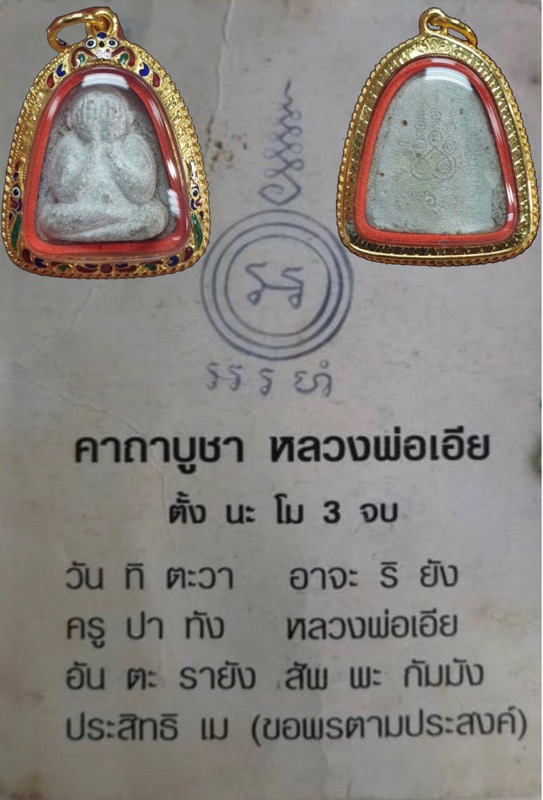 คาถาบูชา หลวงพ่อเอีย
ตั้ง นะ โม 3 จบ
วัน ทิ ตะวา อาจะ ริ ยัง
ครู ปา ทัง หลวงพ่อเอีย
อัน ตะ รายัง สัพ พะ กัมมัง
ประสิทธิ เม (ขอพรตามประสงค์)